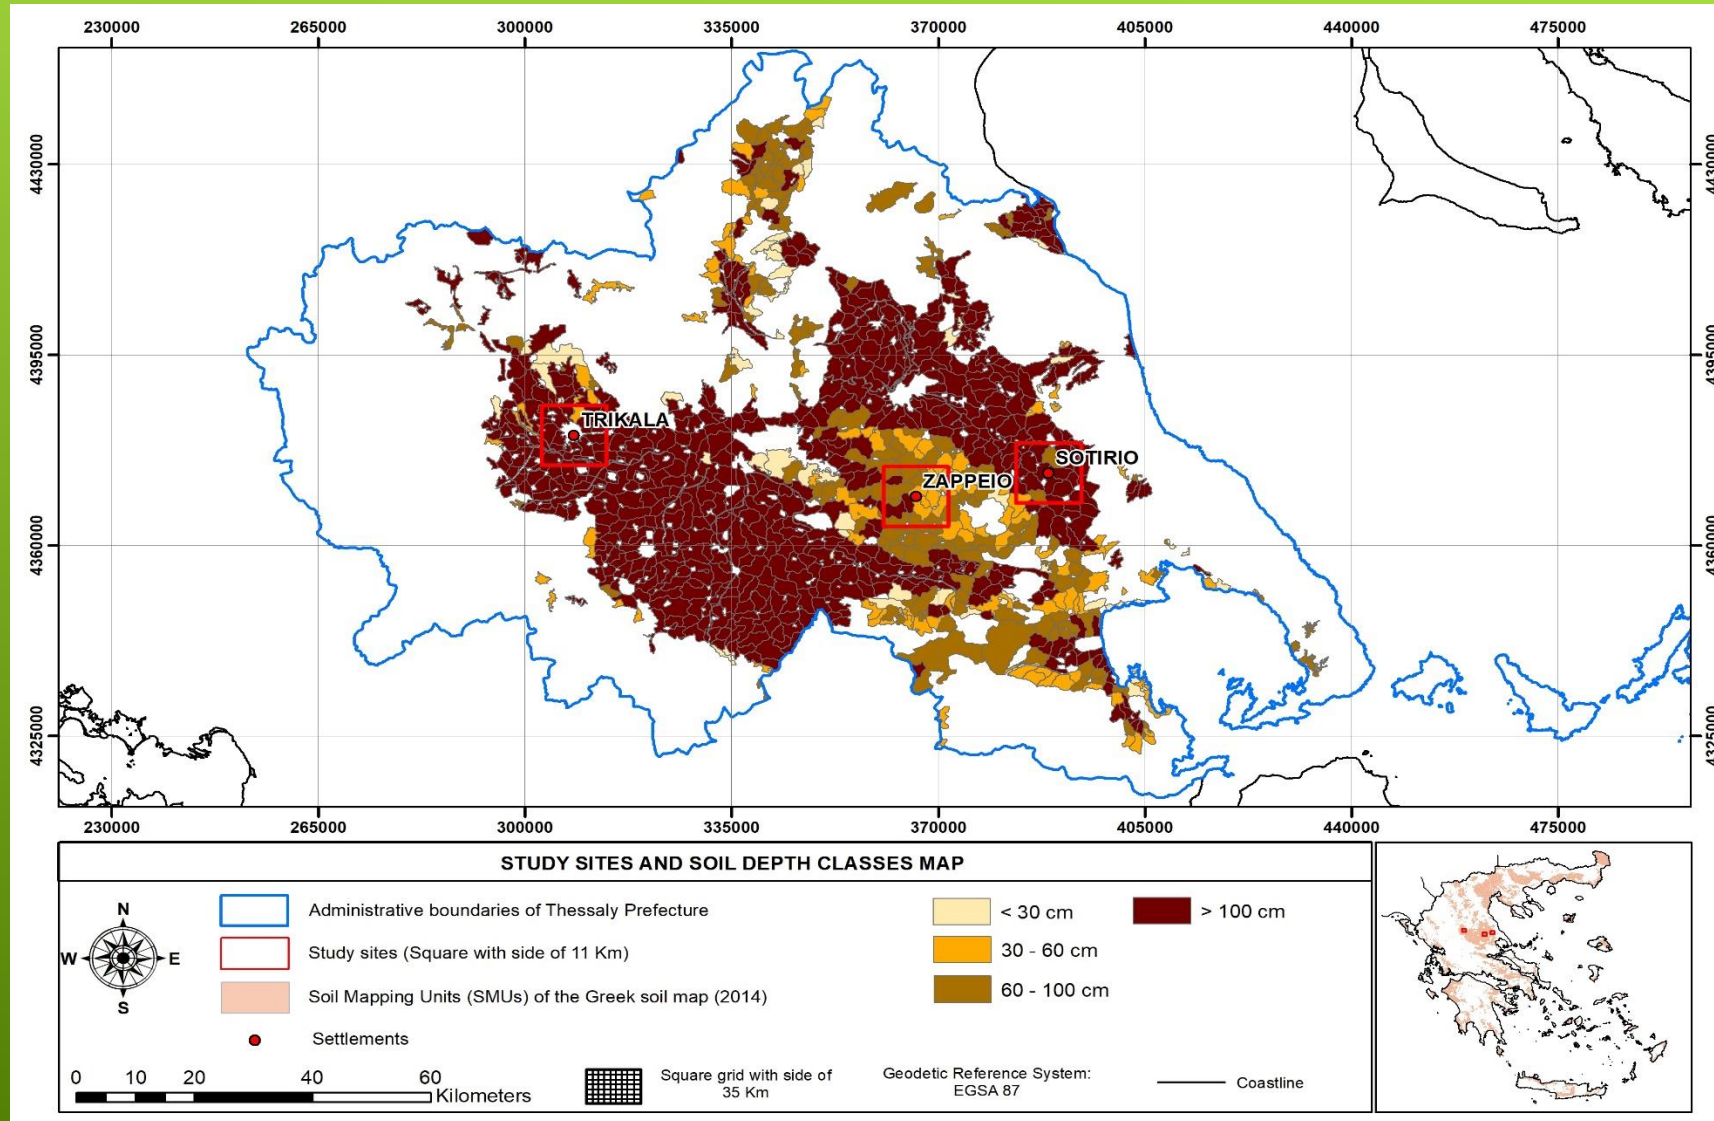 230000 265000 300000 335000 370000 405000 440000 475000
4430000 4430000
4395000 4395000
TRIKALA
SOTIRIO
ZAPPEIO
4360000 4360000
4325000 4325000
230000 265000 300000 335000 370000 405000 440000 475000
STUDY SITES AND SOIL DEPTH CLASSES MAP
N
W E
S
Administrative boundaries of Thessaly Prefecture
Study sites (Square with side of 11 Km)
Soil Mapping Units (SMUs) of the Greek soil map (2014)
Settlements
< 30 cm
30 - 60 cm
60 - 100 cm
> 100 cm
0 10 20 40 60
Kilometers
Square grid with side of
35 Km
Geodetic Reference System:
EGSA 87
Coastline